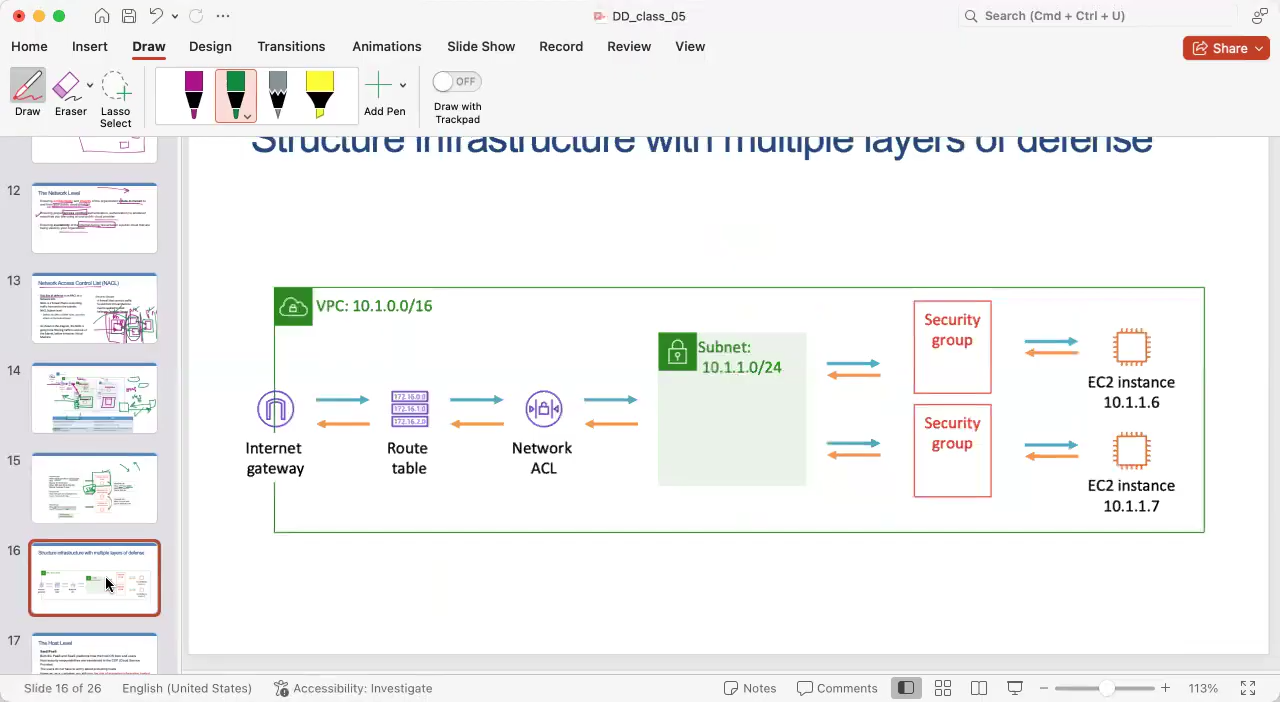 DD_class_05
Search (Cmd + Ctrl + U)
Home
Insert
Draw
Design
Transitions
Animations
Slide Show
Record
Review
View
Share
Draw
Eraser
Lasso
Select
Add Pen
OFF
Draw with
Trackpad
12
The Network Level
13
Network Access Control List (NACL)
14
15
16
Structure infrastructure with multiple layers of defense
17
The Host Level
Structure infrastructure with multiple layers of defense
VPC: 10.1.0.0/16
Internet
gateway
172.16.0.0
172.16.1.0
172.16.2.0
Route
table
Network
ACL
Subnet:
10.1.1.0/24
Security
group
Security
group
EC2 instance
10.1.1.6
EC2 instance
10.1.1.7
Slide 16 of 26
English (United States)
Accessibility: Investigate
Notes
Comments
113%